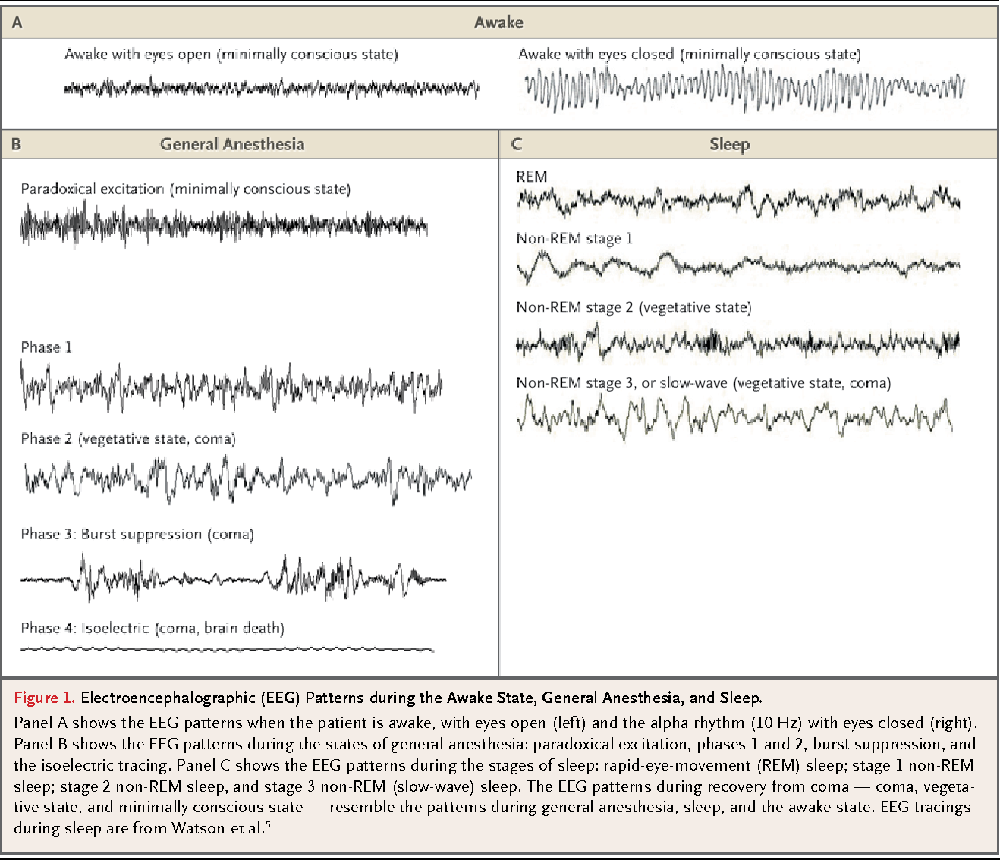 A Awake
Awake with eyes open (minimally conscious state)
Awake with eyes closed (minimally conscious state)
B General Anesthesia
Paradoxical excitation (minimally conscious state)
Phase 1
Phase 2 (vegetative state, coma)
Phase 3: Burst suppression (coma)
Phase 4: Isoelectric (coma, brain death)
C Sleep
REM
Non-REM stage 1
Non-REM stage 2 (vegetative state)
Non-REM stage 3, or slow-wave (vegetative state, coma)
Figure 1. Electroencephalographic (EEG) Patterns during the Awake State, General Anesthesia, and Sleep.
Panel A shows the EEG patterns when the patient is awake, with eyes open (left) and the alpha rhythm (10 Hz) with eyes closed (right).
Panel B shows the EEG patterns during the states of general anesthesia: paradoxical excitation, phases 1 and 2, burst suppression, and
the isoelectric tracing. Panel C shows the EEG patterns during the stages of sleep: rapid-eye-movement (REM) sleep; stage 1 non-REM
sleep; stage 2 non-REM sleep, and stage 3 non-REM (slow-wave) sleep. The EEG patterns during recovery from coma — coma, vegeta-
tive state, and minimally conscious state — resemble the patterns during general anesthesia, sleep, and the awake state. EEG tracings
during sleep are from Watson et al.⁵